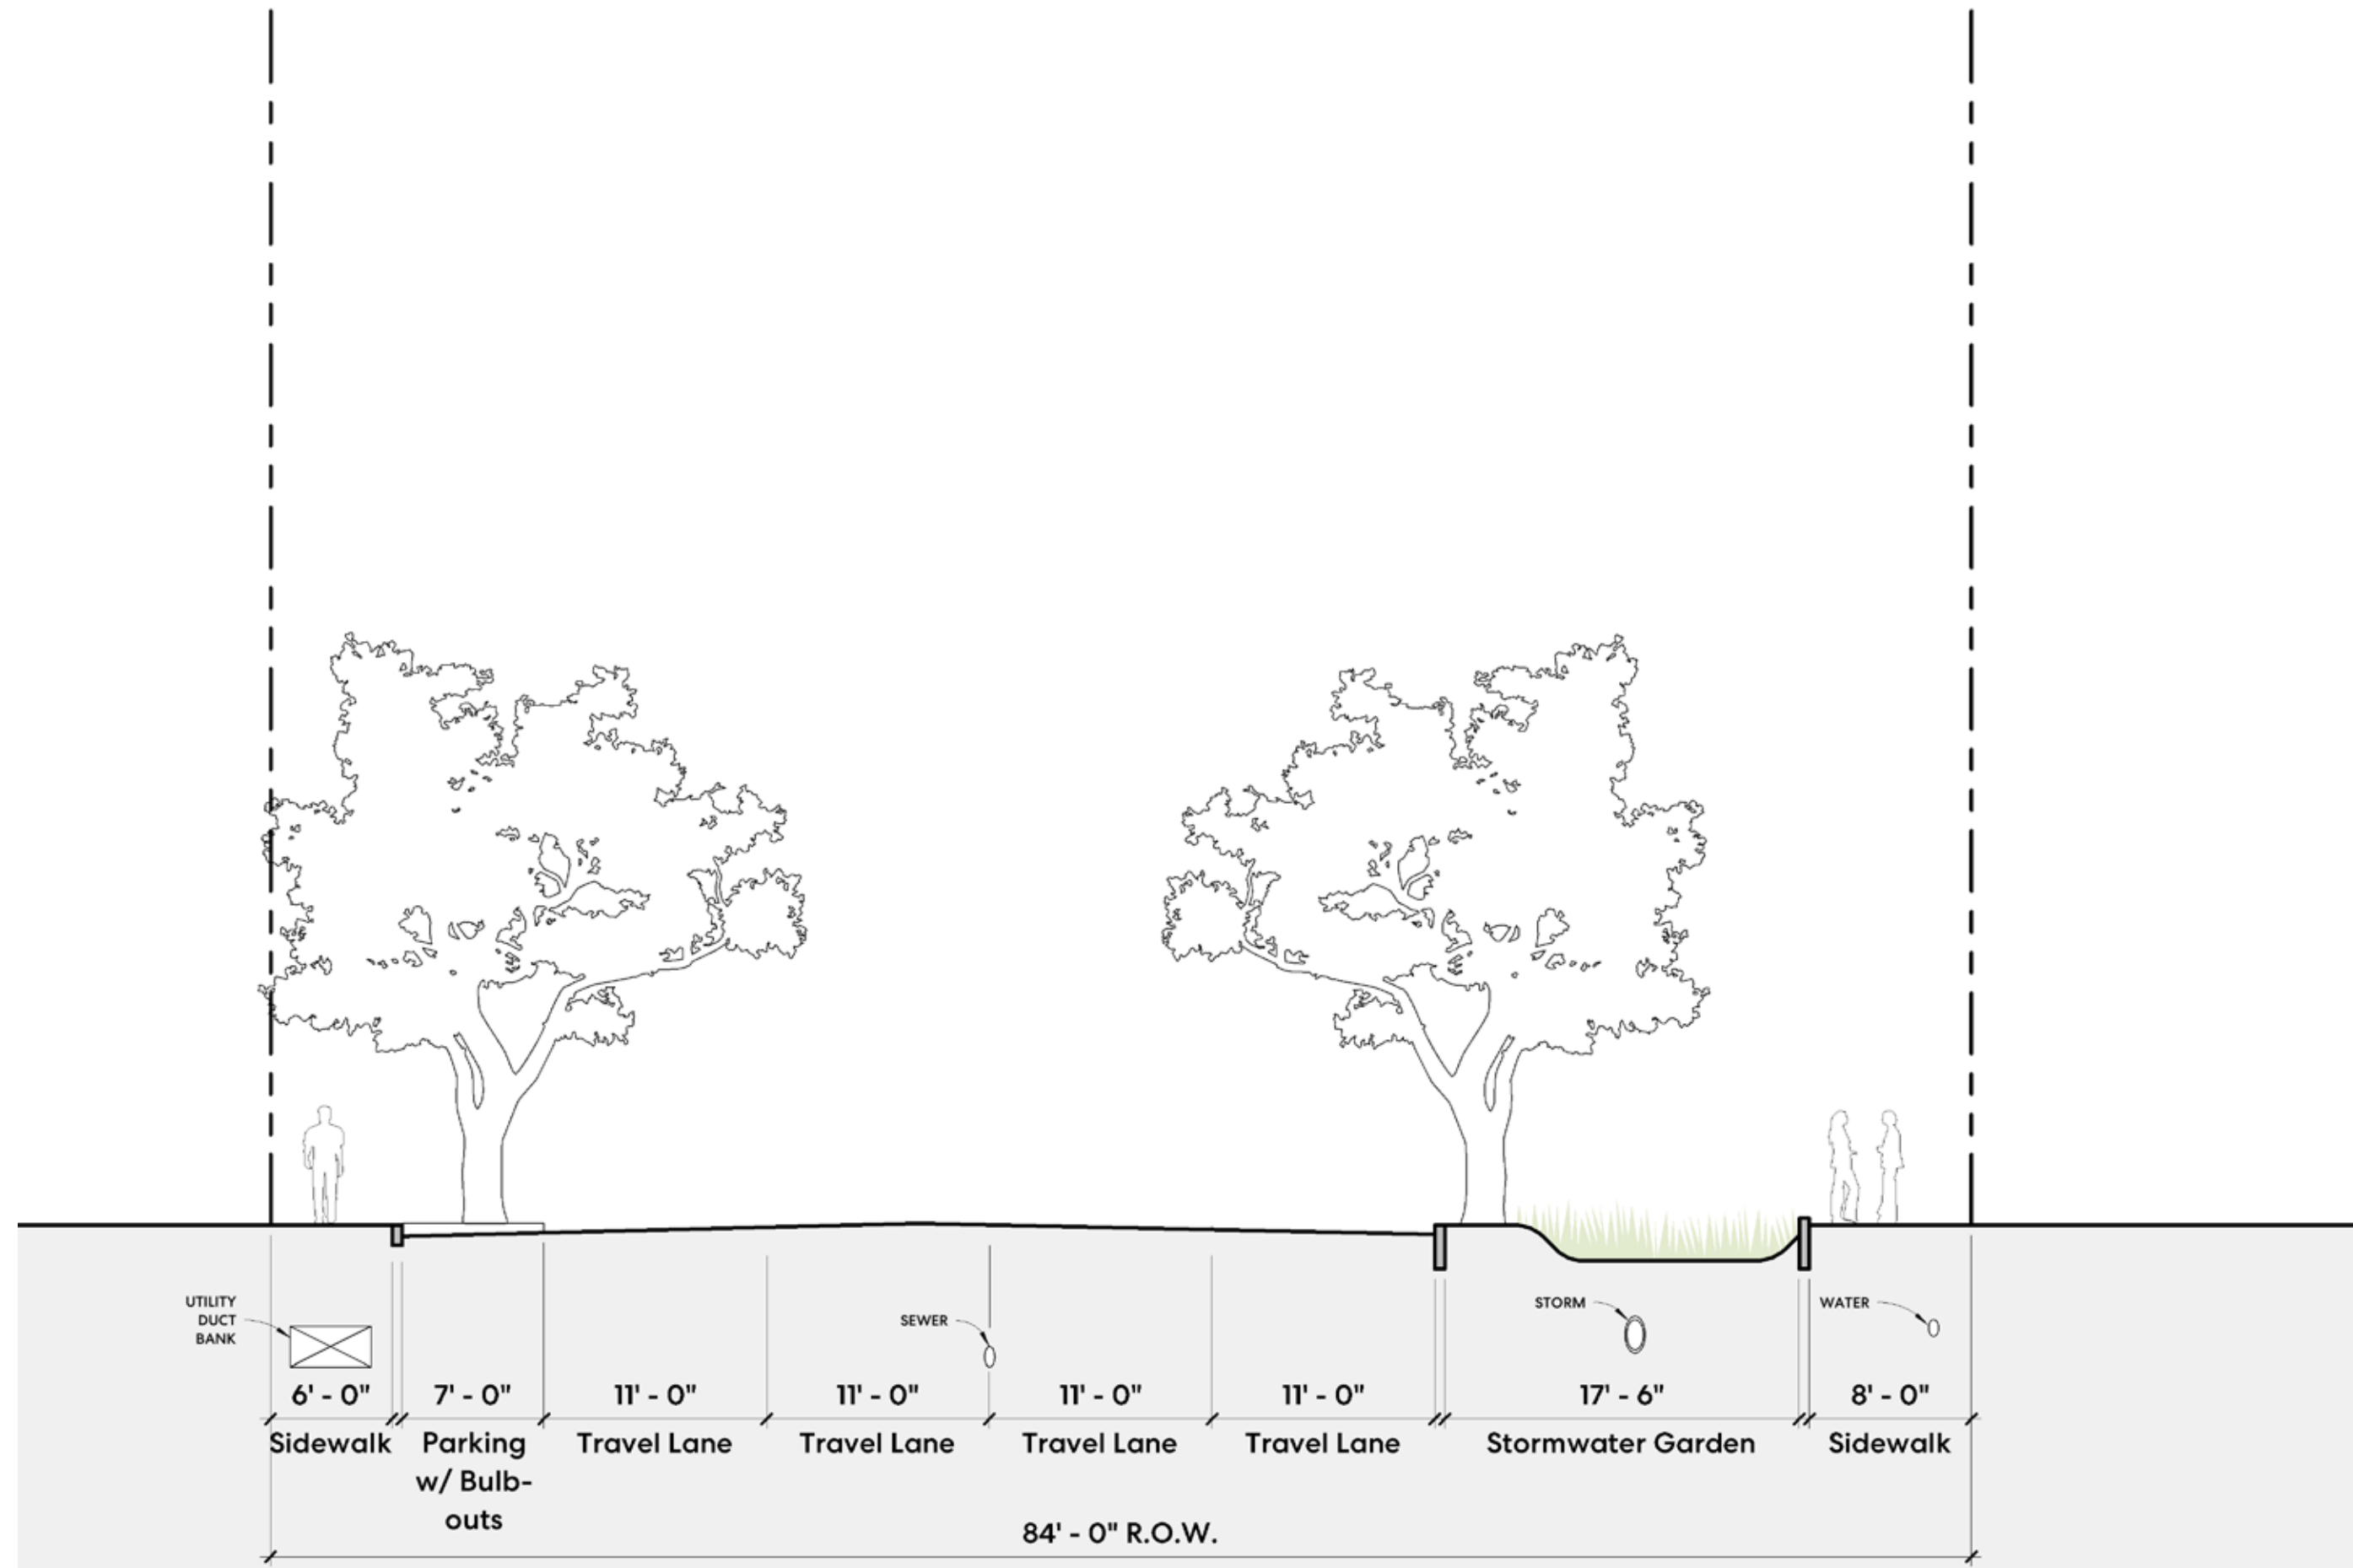 UTILITY
DUCT
BANK
SEWER
STORM
WATER
6' - 0" 7' - 0" 11' - 0" 11' - 0" 11' - 0" 11' - 0" 17' - 6" 8' - 0"
Sidewalk Parking Travel Lane Travel Lane Travel Lane Travel Lane Stormwater Garden Sidewalk
w/ Bulb-
outs
84' - 0" R.O.W.